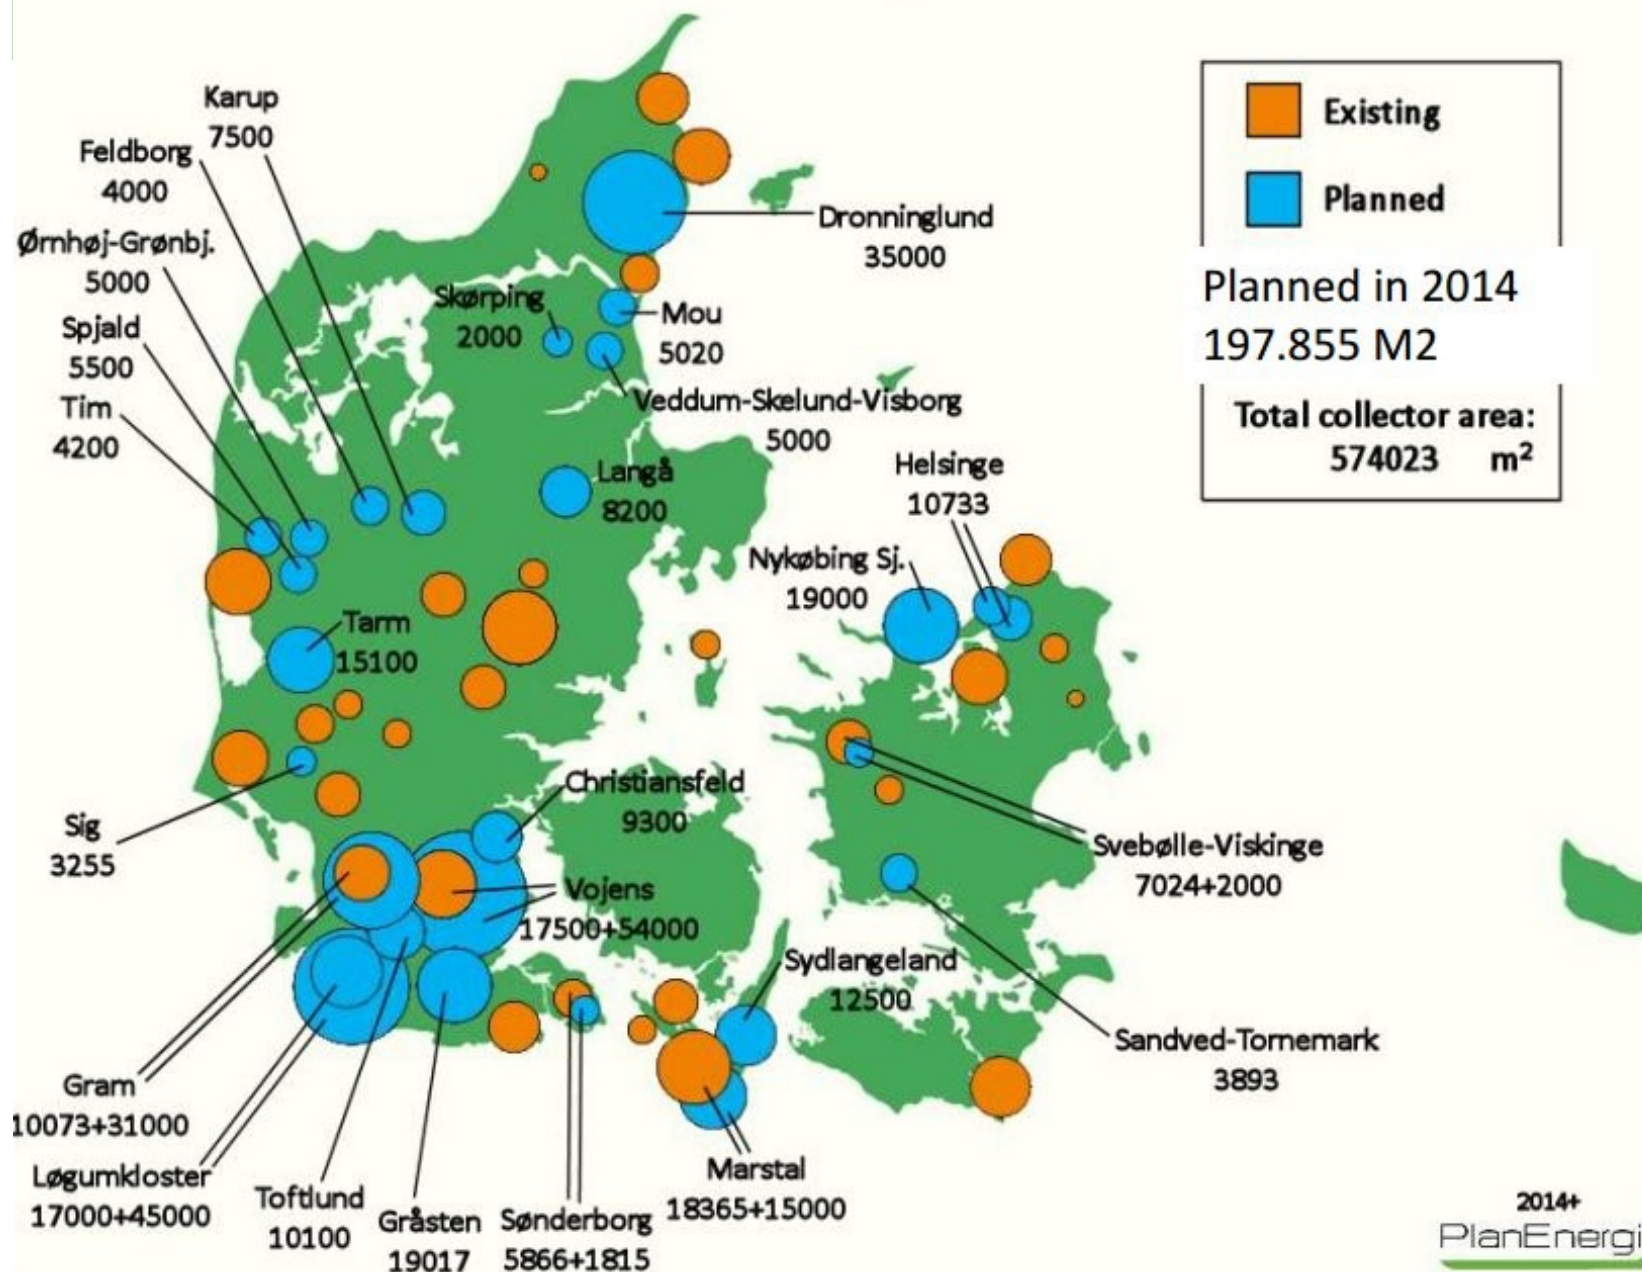 Karup
7500
Feldborg
4000
Ørnhøj-Grønbj.
5000
Spjald
5500
Tim
4200
Skørping
2000
Dronninglund
35000
Mou
5020
Veddum-Skelund-Visborg
5000
Langå
8200
Helsinge
10733
Nykøbing Sj.
19000
Tarm
15100
Sig
3255
Christiansfeld
9300
Vojens
17500+54000
Svebølle-Viskinge
7024+2000
Sydlangeland
12500
Sandved-Tornemark
3893
Gram
10073+31000
Løgumkloster
17000+45000
Toftlund
10100
Gråsten
19017
Sønderborg
5866+1815
Marstal
18365+15000
Existing
Planned
Planned in 2014
197.855 M2
Total collector area:
574023 m²
2014+
PlanEnergi